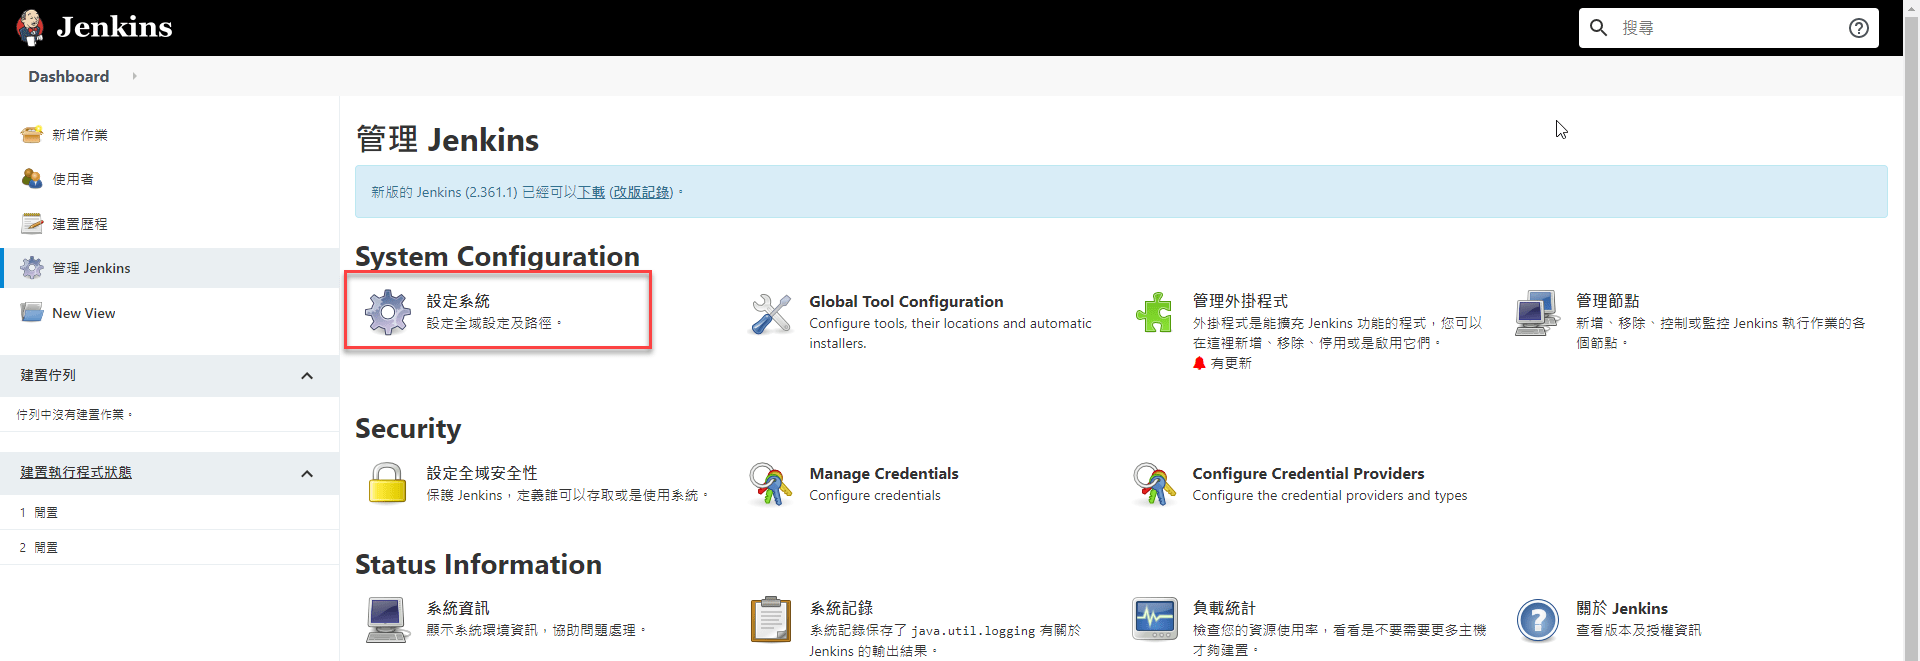 Jenkins
搜尋
Dashboard
新增作業
使用者
建置歷程
管理 Jenkins
New View
建置佇列
佇列中沒有建置作業。
建置執行程式狀態
1 閒置
2 閒置
管理 Jenkins
新版的 Jenkins (2.361.1) 已經可以下載 (改版記錄)。
System Configuration
設定系統
設定全域設定及路徑。
Global Tool Configuration
Configure tools, their locations and automatic
installers.
管理外掛程式
外掛程式是能擴充 Jenkins 功能的程式，您可以
在這裡新增、移除、停用或是啟用它們。
有更新
管理節點
新增、移除、控制或監控 Jenkins 執行作業的各
個節點。
Security
設定全域安全性
保護 Jenkins，定義誰可以存取或是使用系統。
Manage Credentials
Configure credentials
Configure Credential Providers
Configure the credential providers and types
Status Information
系統資訊
顯示系統環境資訊，協助問題處理。
系統記錄
系統記錄保存了 java.util.logging 有關於
Jenkins 的輸出結果。
負載統計
檢查您的資源使用率，看看是不要需要更多主機
才夠建置。
關於 Jenkins
查看版本及授權資訊